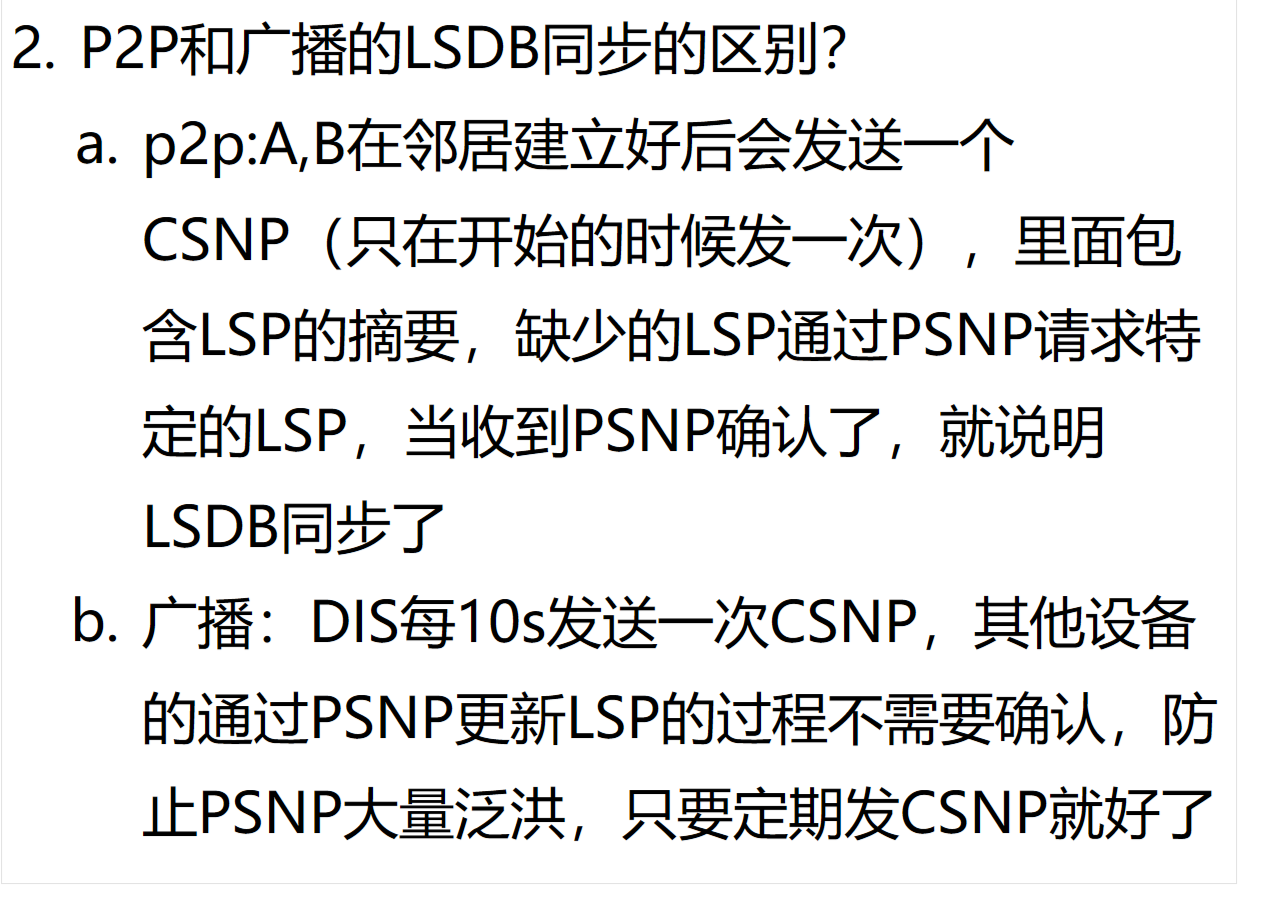 2. P2P和广播的LSDB同步的区别？
a. p2p:A,B在邻居建立好后会发送一个
CSNP（只在开始的时候发一次），里面包
含LSP的摘要，缺少的LSP通过PSNP请求特
定的LSP，当收到PSNP确认了，就说明
LSDB同步了
b. 广播：DIS每10s发送一次CSNP，其他设备
的通过PSNP更新LSP的过程不需要确认，防
止PSNP大量泛洪，只要定期发CSNP就好了